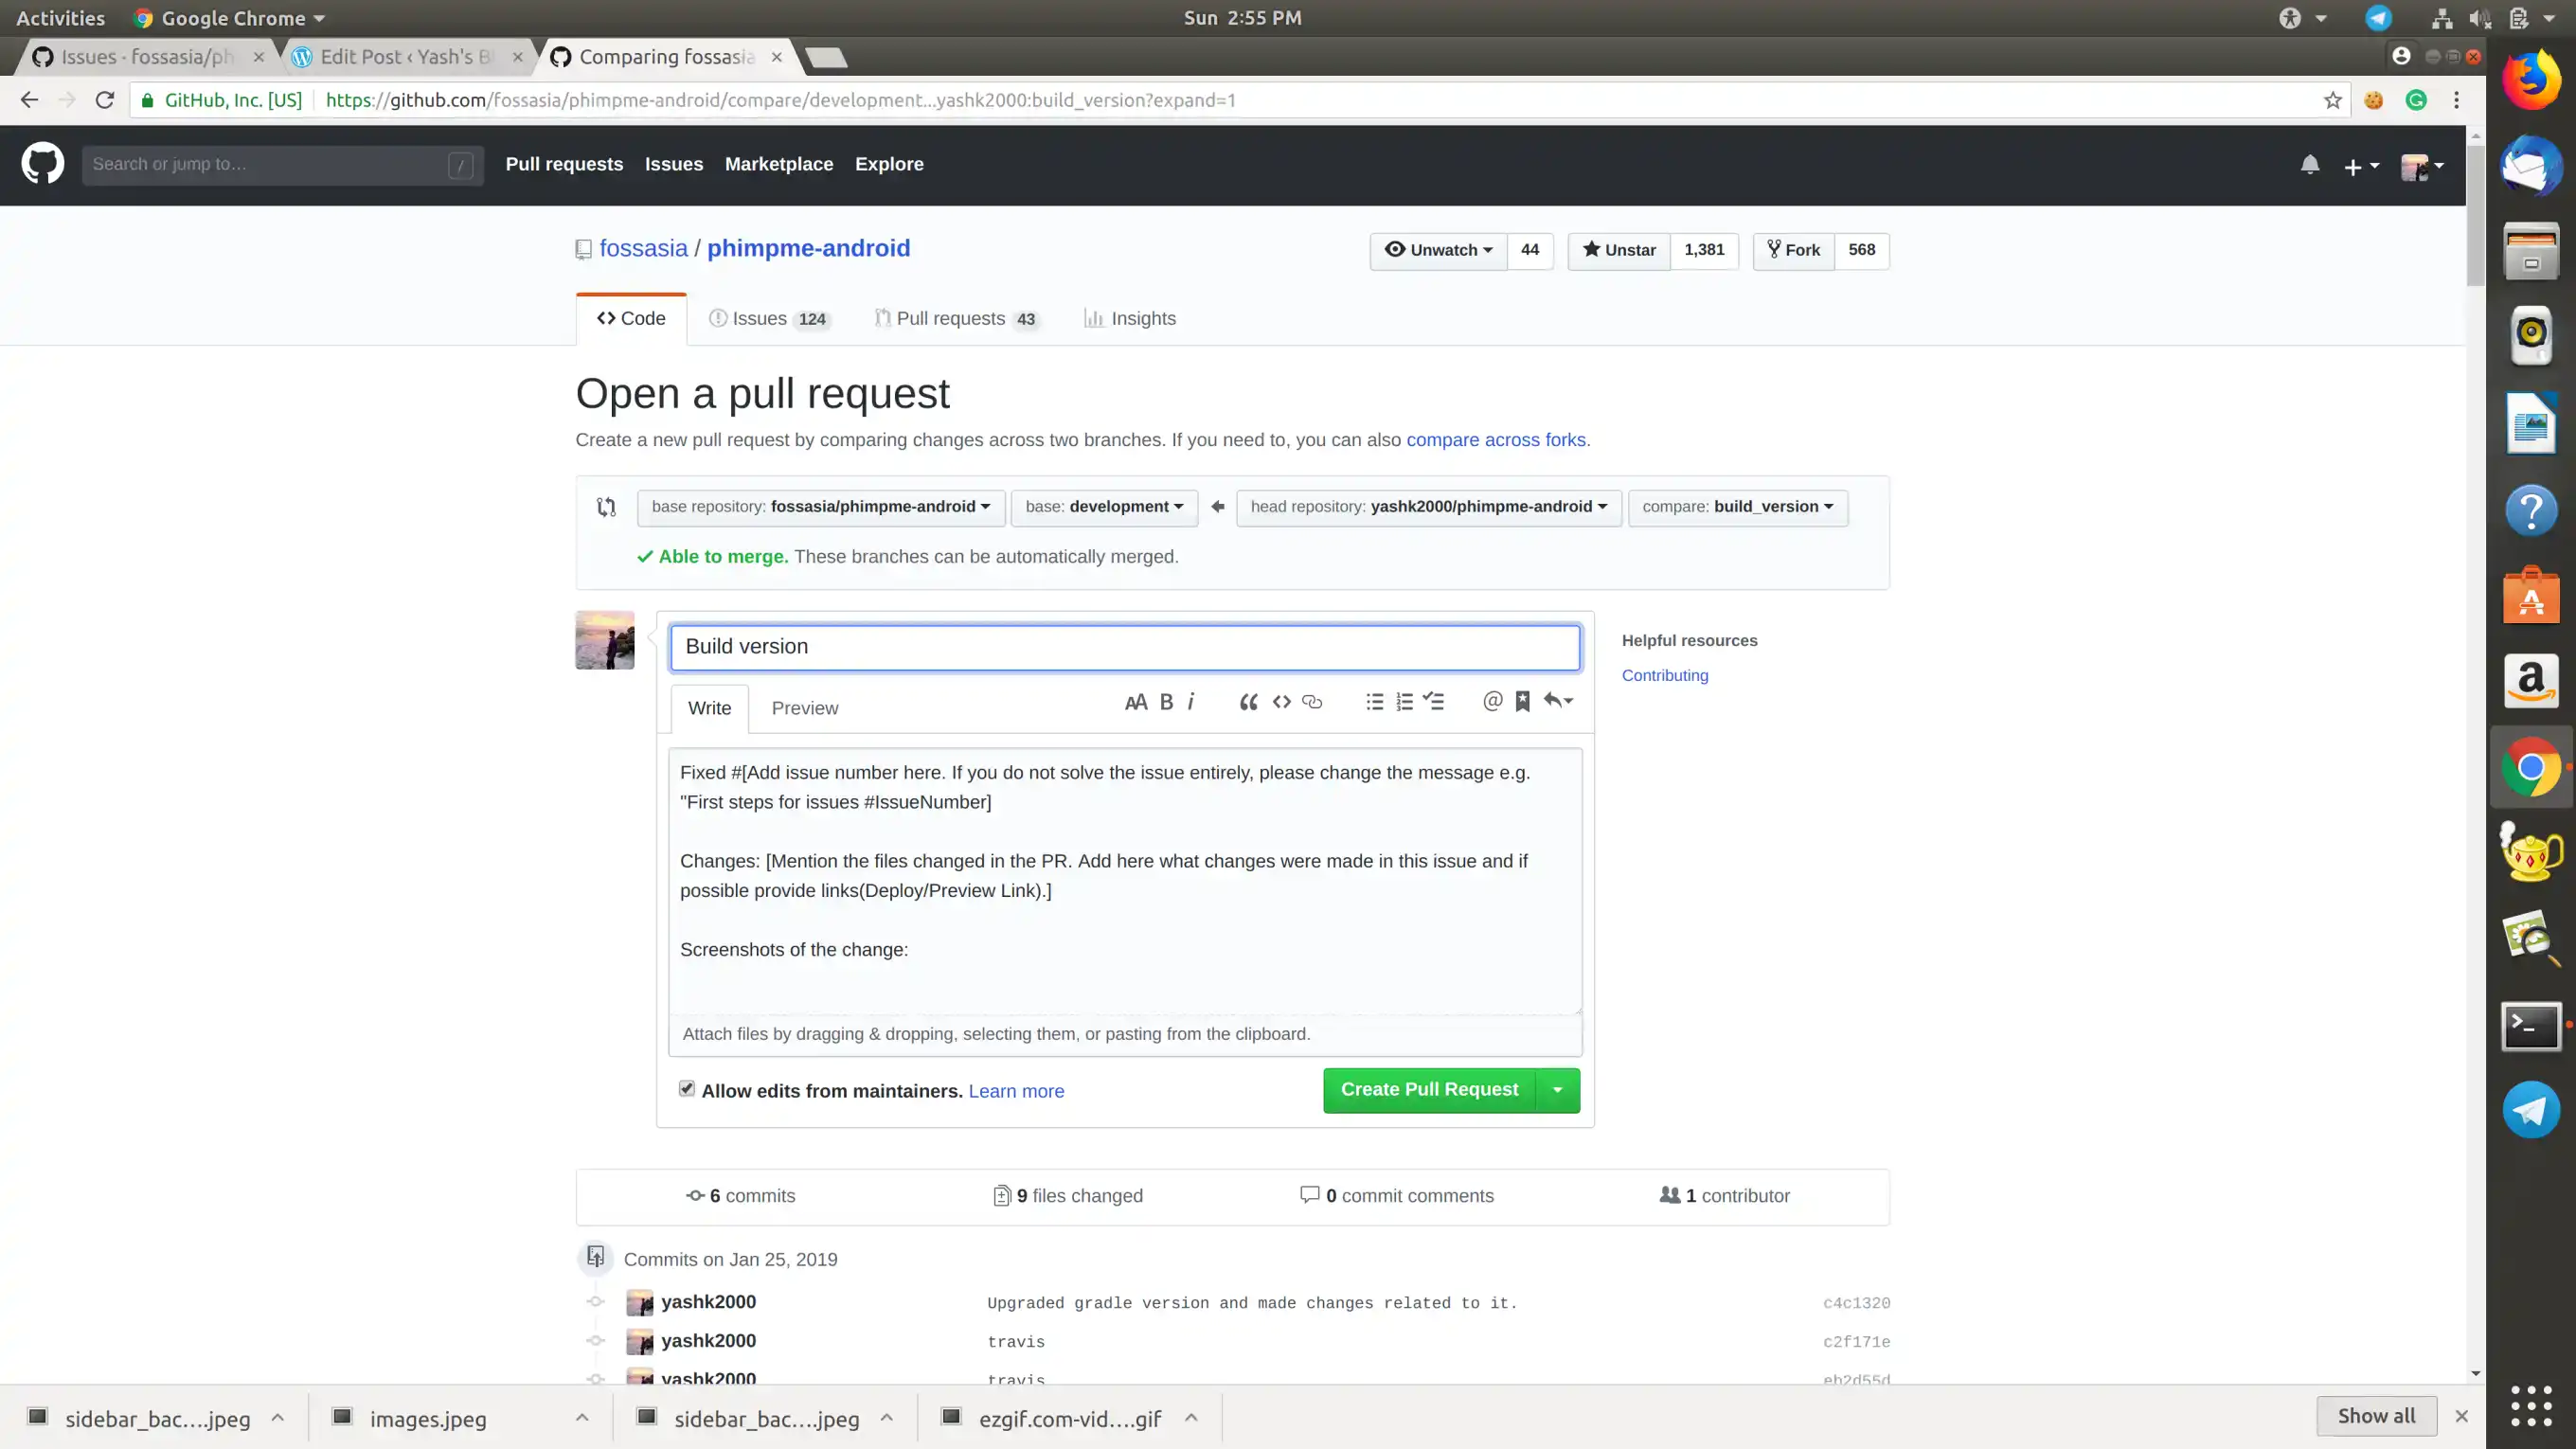 Activities Google Chrome Sun 2:55 PM
Issues · fossasia/ph Edit Post ‹ Yash's Bl Comparing fossasia
GitHub, Inc. [US] https://github.com/fossasia/phimpme-android/compare/development...yashk2000:build_version?expand=1
Search or jump to… / Pull requests Issues Marketplace Explore
fossasia / phimpme-android Unwatch 44 Unstar 1,381 Fork 568
Code Issues 124 Pull requests 43 Insights
Open a pull request
Create a new pull request by comparing changes across two branches. If you need to, you can also compare across forks.
base repository: fossasia/phimpme-android base: development head repository: yashk2000/phimpme-android compare: build_version
Able to merge. These branches can be automatically merged.
Build version
Helpful resources
Contributing
Write Preview AA B i
Fixed #[Add issue number here. If you do not solve the issue entirely, please change the message e.g.
"First steps for issues #IssueNumber]
Changes: [Mention the files changed in the PR. Add here what changes were made in this issue and if
possible provide links(Deploy/Preview Link).]
Screenshots of the change:
Attach files by dragging & dropping, selecting them, or pasting from the clipboard.
Allow edits from maintainers. Learn more Create Pull Request
6 commits 9 files changed 0 commit comments 1 contributor
Commits on Jan 25, 2019
yashk2000 Upgraded gradle version and made changes related to it. c4c1320
yashk2000 travis c2f171e
yashk2000 travis eb2d55d
sidebar_bac....jpeg images.jpeg sidebar_bac....jpeg ezgif.com-vid....gif Show all